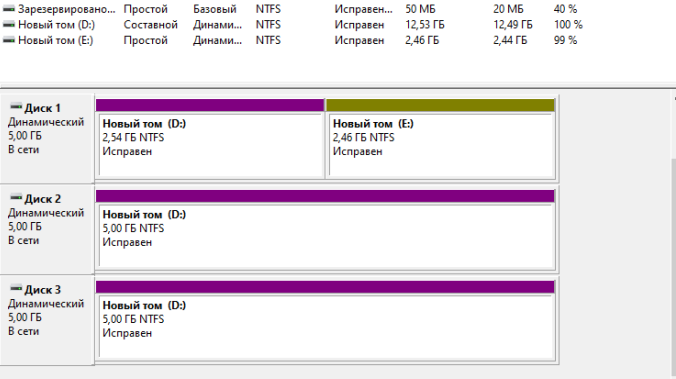 Зарезервировано... Простой Базовый NTFS Исправен... 50 МБ 20 МБ 40 %
Новый том (D:) Составной Динами... NTFS Исправен 12,53 ГБ 12,49 ГБ 100 %
Новый том (E:) Простой Динами... NTFS Исправен 2,46 ГБ 2,44 ГБ 99 %
Диск 1
Динамический
5,00 ГБ
В сети
Новый том (D:)
2,54 ГБ NTFS
Исправен
Новый том (E:)
2,46 ГБ NTFS
Исправен
Диск 2
Динамический
5,00 ГБ
В сети
Новый том (D:)
5,00 ГБ NTFS
Исправен
Диск 3
Динамический
5,00 ГБ
В сети
Новый том (D:)
5,00 ГБ NTFS
Исправен